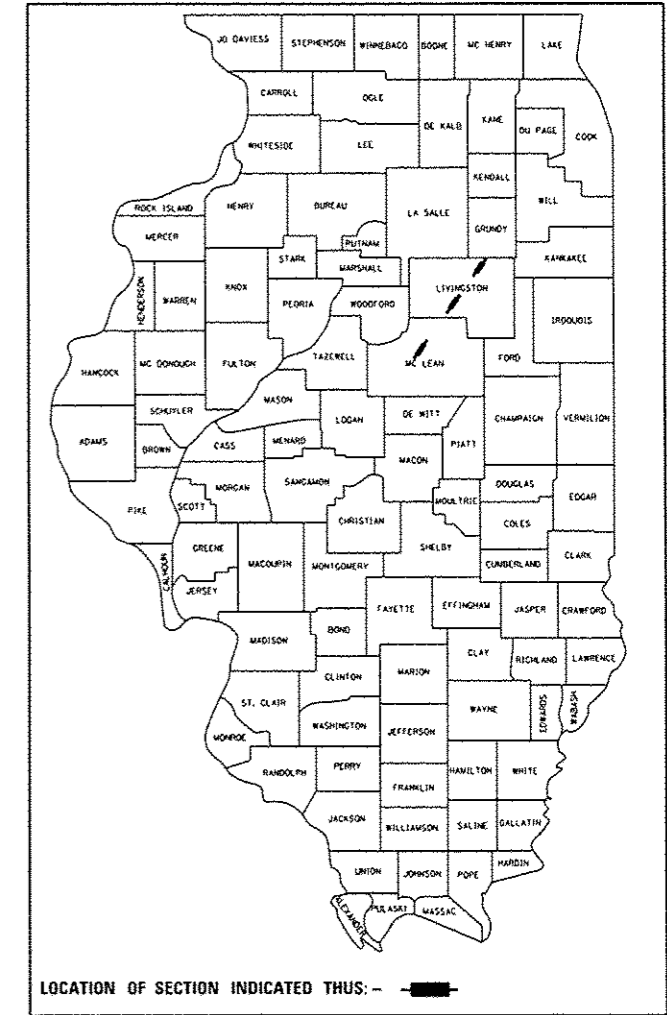 JO DAVIESS STEPHENSON WINNEBAGO BOONE MC HENRY LAKE
CARROLL OGLE DE KALB KANE DU PAGE COOK
WHITESIDE LEE KENDALL WILL
ROCK ISLAND HENRY BUREAU LA SALLE GRUNDY
MERCER PUTNAM KANKAKEE
STARK MARSHALL LIVINGSTON
HENDERSON WARREN KNOX PEORIA WOODFORD IROQUOIS
HANCOCK MC DONOUGH FULTON TAZEWELL MC LEAN FORD
SCHUYLER MASON LOGAN DE WITT CHAMPAIGN VERMILION
ADAMS BROWN CASS MENARD MACON PIATT
PIKE SCOTT MORGAN SANGAMON MOULTRIE DOUGLAS EDGAR
CHRISTIAN COLES
CALHOUN GREENE MACOUPIN MONTGOMERY SHELBY CUMBERLAND CLARK
JERSEY FAYETTE EFFINGHAM JASPER CRAWFORD
MADISON BOND
CLINTON MARION CLAY RICHLAND LAWRENCE
ST. CLAIR WASHINGTON JEFFERSON WAYNE EDWARDS WABASH
MONROE
RANDOLPH PERRY FRANKLIN HAMILTON WHITE
JACKSON WILLIAMSON SALINE GALLATIN
UNION JOHNSON POPE HARDIN
ALEXANDER PULASKI MASSAC
LOCATION OF SECTION INDICATED THUS: -